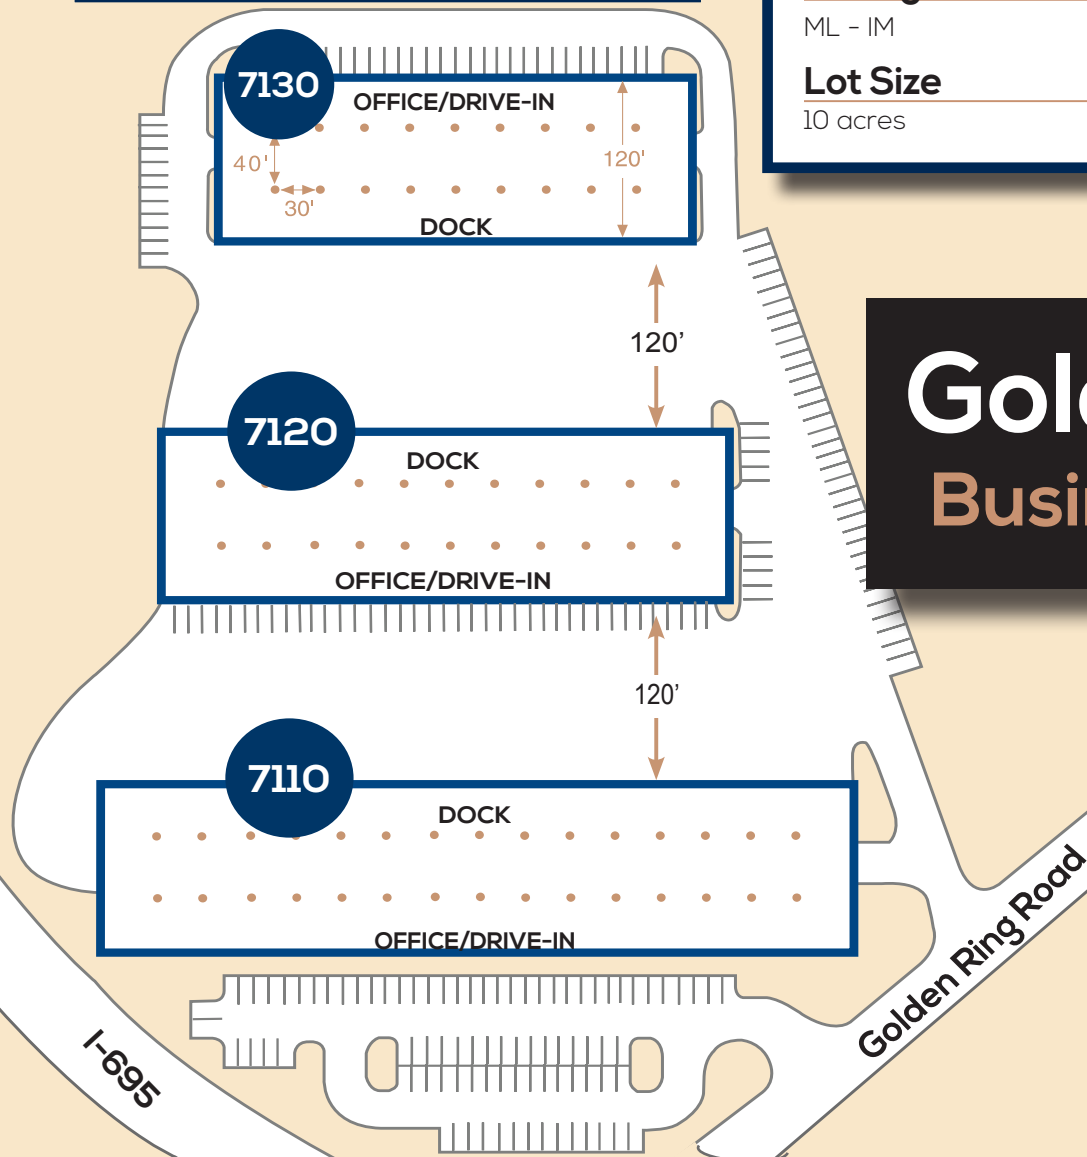 ML - IM
Lot Size
10 acres
7130
OFFICE/DRIVE-IN
40'
120'
30'
DOCK
120’
7120
DOCK
OFFICE/DRIVE-IN
120’
7110
DOCK
OFFICE/DRIVE-IN
Golden Ring Road
I-695